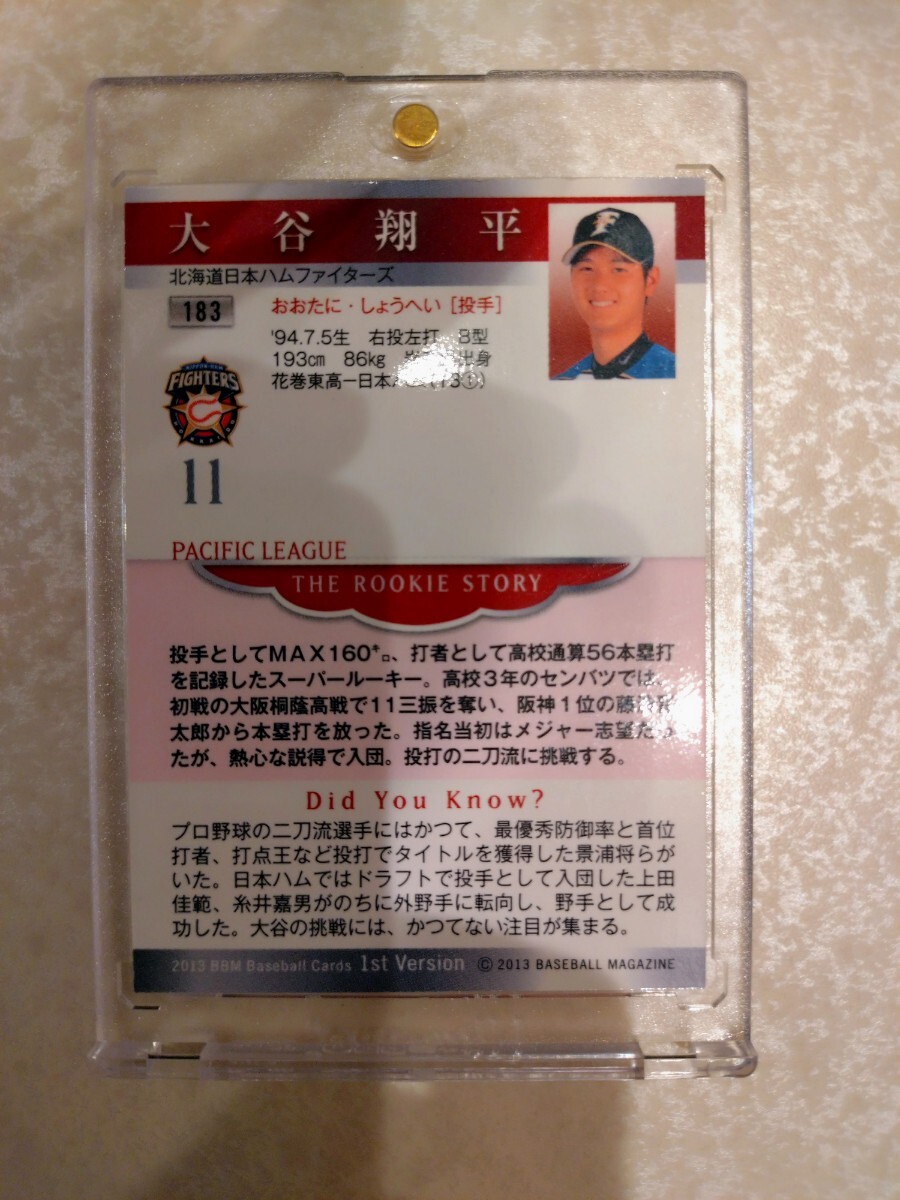 大谷翔平
北海道日本ハムファイターズ
183
おおたに・しょうへい [投手]
'94.7.5生 右投左打 B型
193cm 86kg 出身
花巻東高ー日本 13①)
NIPPON-HAM
FIGHTERS
11
PACIFIC LEAGUE
THE ROOKIE STORY
投手としてMAX160㌔、打者として高校通算56本塁打
を記録したスーパールーキー。高校3年のセンバツでは、
初戦の大阪桐蔭高戦で11三振を奪い、阪神1位の藤
太郎から本塁打を放った。指名当初はメジャー志望だっ
たが、熱心な説得で入団。投打の二刀流に挑戦する。
Did You Know?
プロ野球の二刀流選手にはかつて、最優秀防御率と首位
打者、打点王など投打でタイトルを獲得した景浦将らが
いた。日本ハムではドラフトで投手として入団した上田
佳範、糸井嘉男がのちに外野手に転向し、野手として成
功した。大谷の挑戦には、かつてない注目が集まる。
2013 BBM Baseball Cards 1st Version © 2013 BASEBALL MAGAZINE